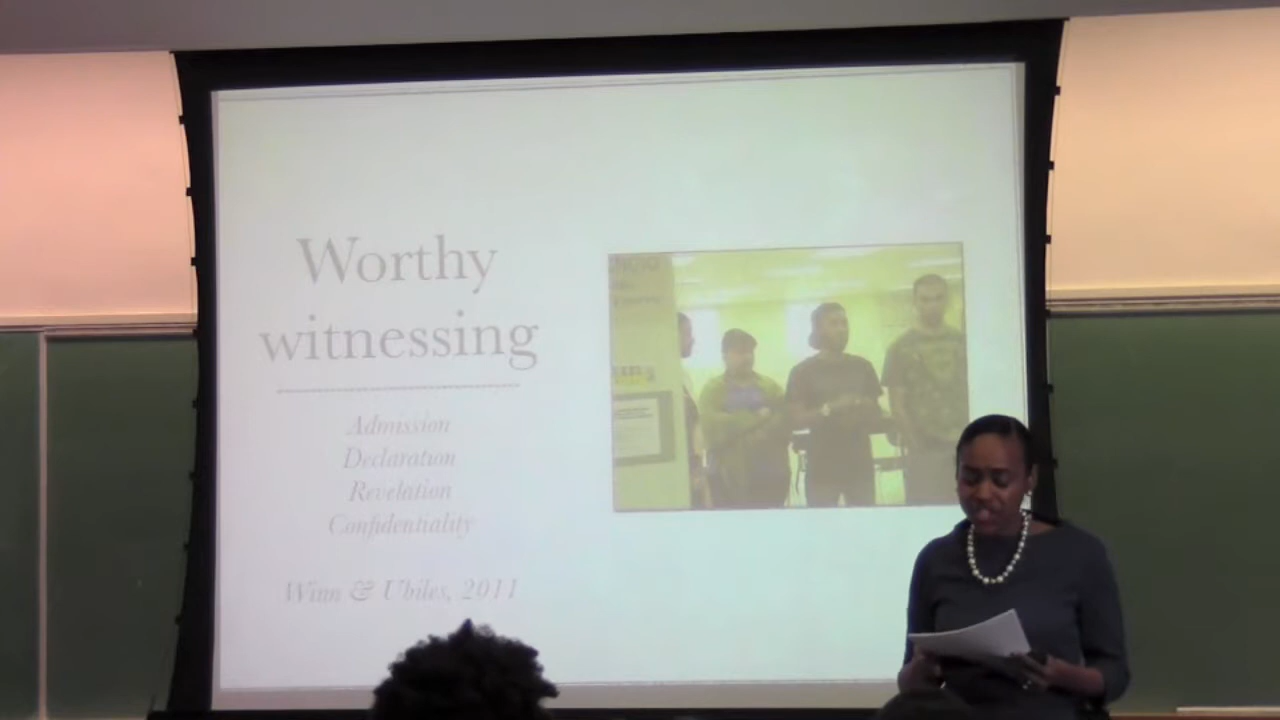 Worthy
witnessing
Admission
Declaration
Revelation
Confidentiality
Winn & Ubiles, 2011